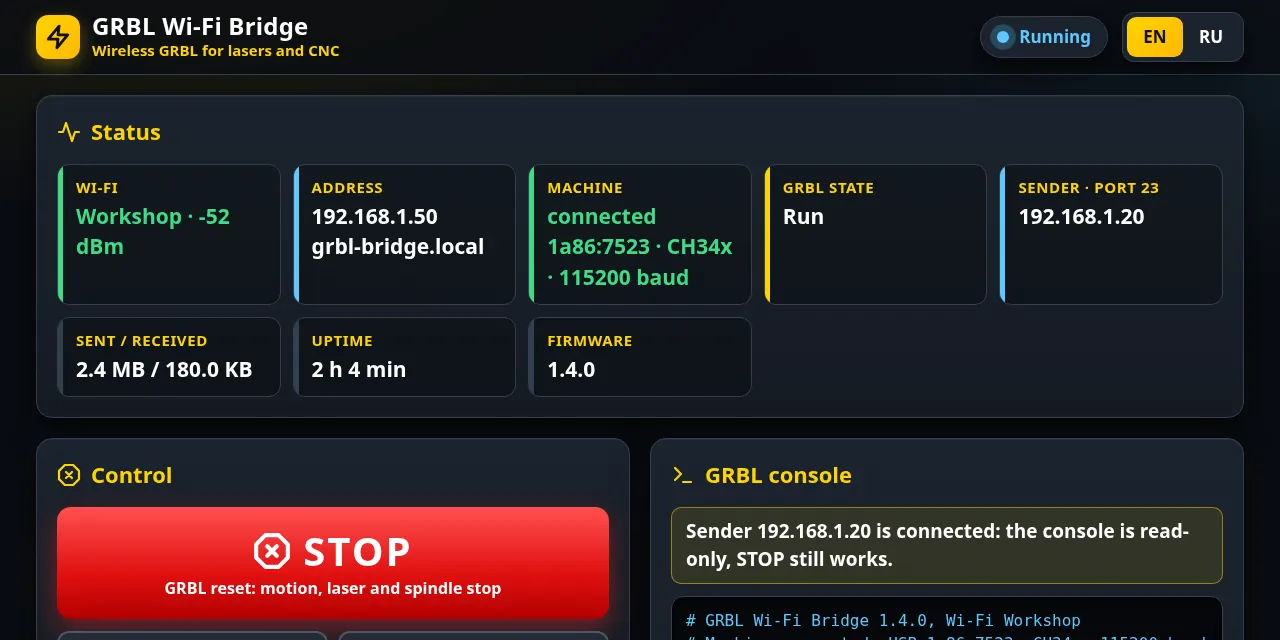 GRBL Wi-Fi Bridge
Wireless GRBL for lasers and CNC
Running
EN
RU
Status
WI-FI
Workshop · -52
dBm
ADDRESS
192.168.1.50
grbl-bridge.local
MACHINE
connected
1a86:7523 · CH34x
· 115200 baud
GRBL STATE
Run
SENDER · PORT 23
192.168.1.20
SENT / RECEIVED
2.4 MB / 180.0 KB
UPTIME
2 h 4 min
FIRMWARE
1.4.0
Control
STOP
GRBL reset: motion, laser and spindle stop
GRBL console
Sender 192.168.1.20 is connected: the console is read-
only, STOP still works.
# GRBL Wi-Fi Bridge 1.4.0, Wi-Fi Workshop